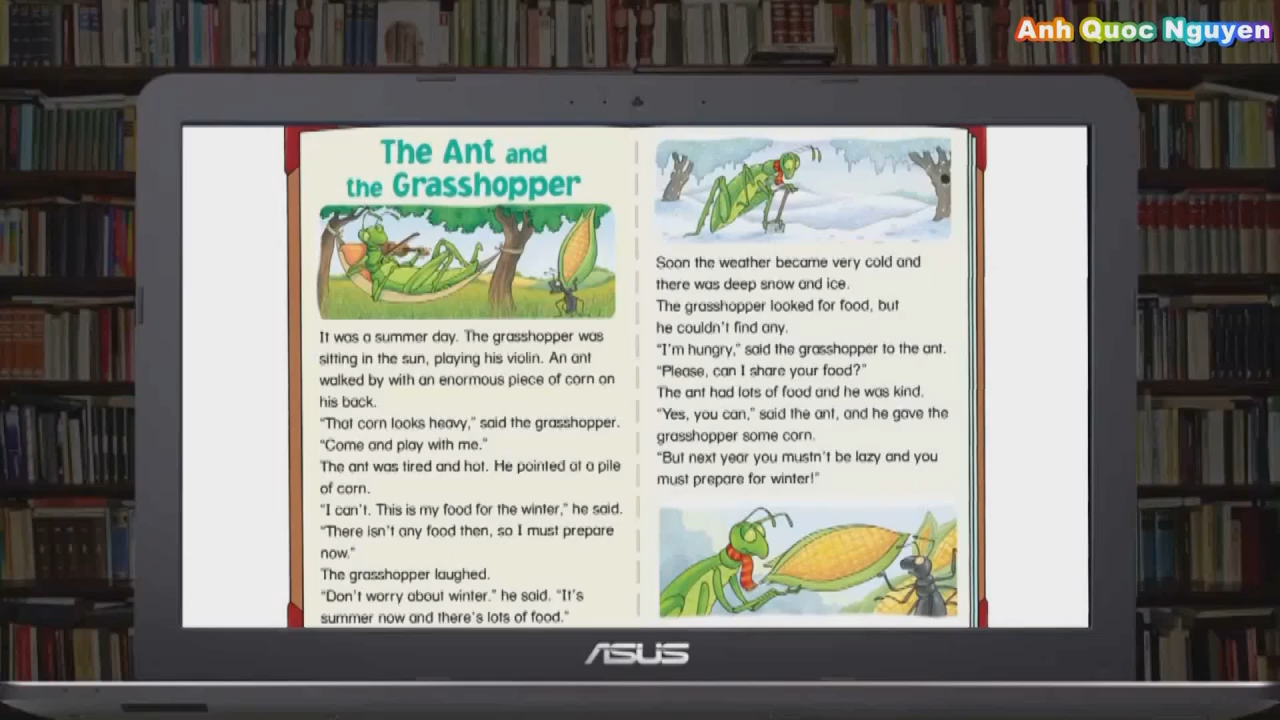 Anh Quoc Nguyen
The Ant and
the Grasshopper
It was a summer day. The grasshopper was
sitting in the sun, playing his violin. An ant
walked by with an enormous piece of corn on
his back.
"That corn looks heavy," said the grasshopper.
"Come and play with me."
The ant was tired and hot. He pointed at a pile
of corn.
"I can't. This is my food for the winter," he said.
"There isn't any food then, so I must prepare
now."
The grasshopper laughed.
"Don't worry about winter." he said. "It's
summer now and there's lots of food."
Soon the weather became very cold and
there was deep snow and ice.
The grasshopper looked for food, but
he couldn't find any.
"I'm hungry," said the grasshopper to the ant.
"Please, can I share your food?"
The ant had lots of food and he was kind.
"Yes, you can," said the ant, and he gave the
grasshopper some corn.
"But next year you mustn't be lazy and you
must prepare for winter!"
ASUS